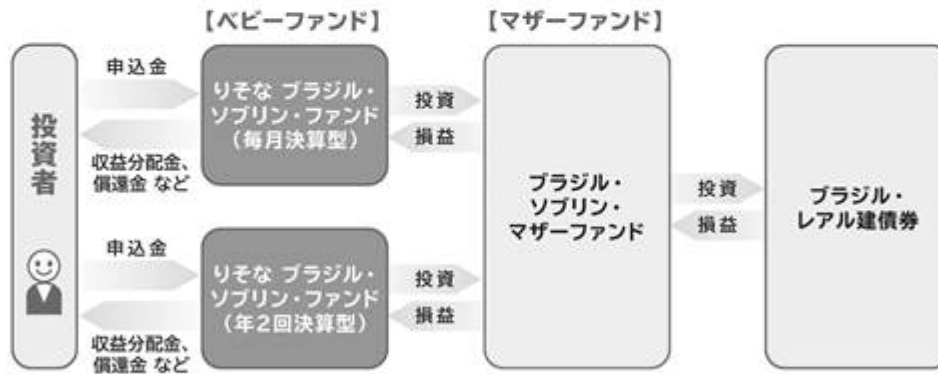 【ベビーファンド】
【マザーファンド】
投資者
申込金
収益分配金、
償還金 など
りそな ブラジル・
ソブリン・ファンド
（毎月決算型）
投資
損益
申込金
収益分配金、
償還金 など
りそな ブラジル・
ソブリン・ファンド
（年2回決算型）
投資
損益
ブラジル・
ソブリン・
マザーファンド
投資
損益
ブラジル・
レアル建債券